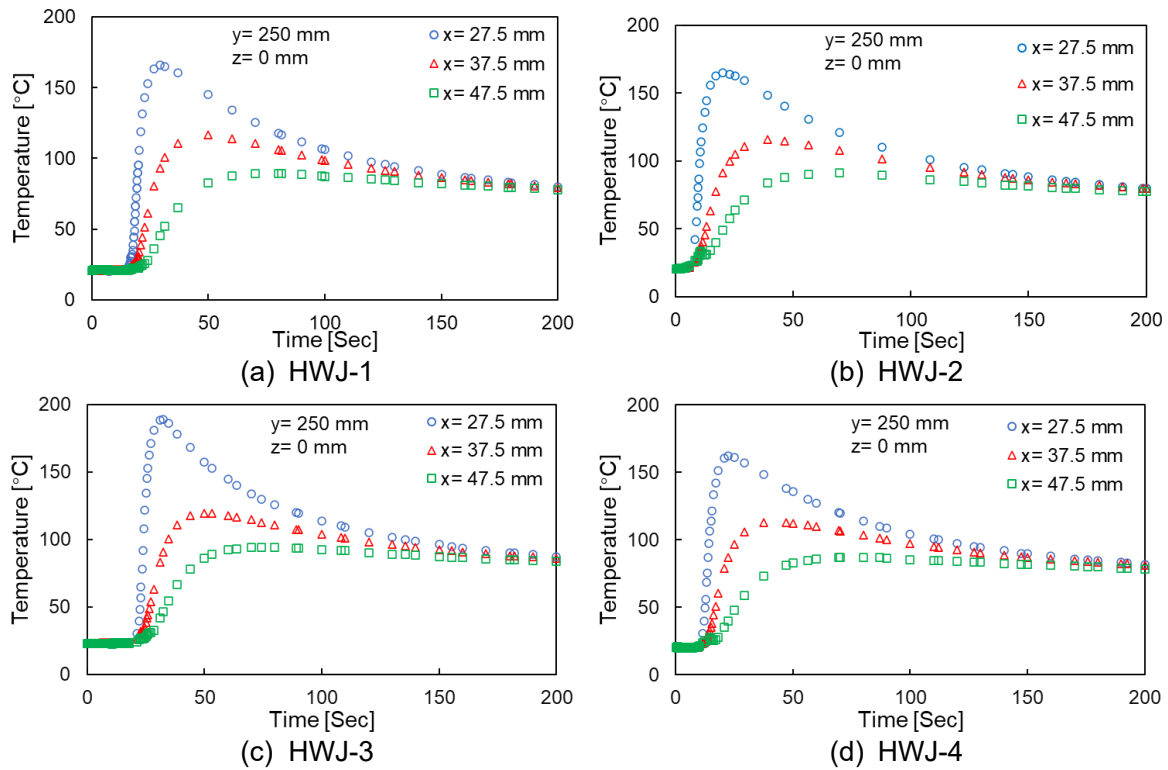 200
150
100
50
0
Temperature [°C]
y= 250 mm
z= 0 mm
x= 27.5 mm
x= 37.5 mm
x= 47.5 mm
0 50 100 150 200
Time [Sec]
(a) HWJ-1
200
150
100
50
0
Temperature [°C]
y= 250 mm
z= 0 mm
x= 27.5 mm
x= 37.5 mm
x= 47.5 mm
0 50 100 150 200
Time [Sec]
(b) HWJ-2
200
150
100
50
0
Temperature [°C]
y= 250 mm
z= 0 mm
x= 27.5 mm
x= 37.5 mm
x= 47.5 mm
0 50 100 150 200
Time [Sec]
(c) HWJ-3
200
150
100
50
0
Temperature [°C]
y= 250 mm
z= 0 mm
x= 27.5 mm
x= 37.5 mm
x= 47.5 mm
0 50 100 150 200
Time [Sec]
(d) HWJ-4